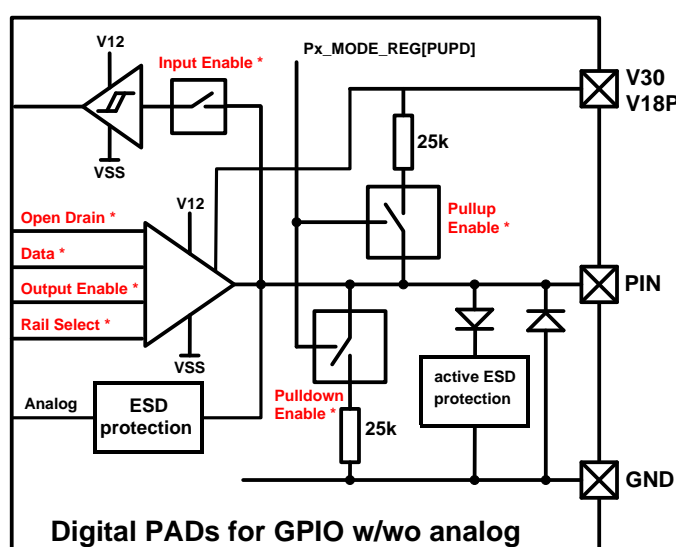 V12
Input Enable *
Px_MODE_REG[PUPD]
V30
V18P
25k
VSS
Open Drain *
V12
Pullup
Enable *
Data *
Output Enable *
PIN
Rail Select *
VSS
Analog
ESD
protection
Pulldown
Enable *
active ESD
protection
25k
GND
Digital PADs for GPIO w/wo analog